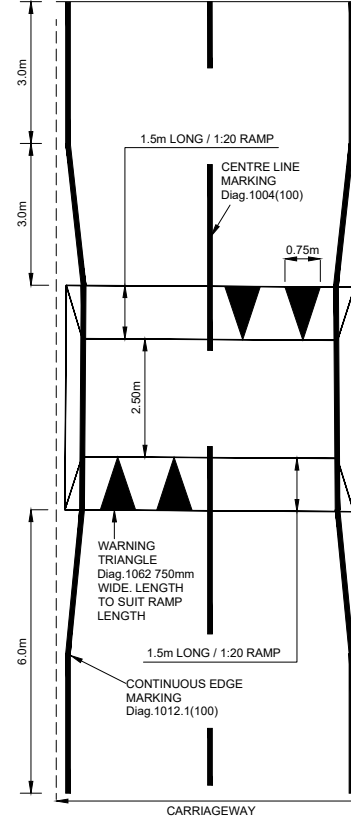 3.0m
1.5m LONG / 1:20 RAMP
CENTRE LINE
MARKING
Diag.1004(100)
3.0m
0.75m
2.50m
WARNING
TRIANGLE
Diag.1062 750mm
WIDE. LENGTH
TO SUIT RAMP
LENGTH
6.0m
1.5m LONG / 1:20 RAMP
CONTINUOUS EDGE
MARKING
Diag.1012.1(100)
CARRIAGEWAY